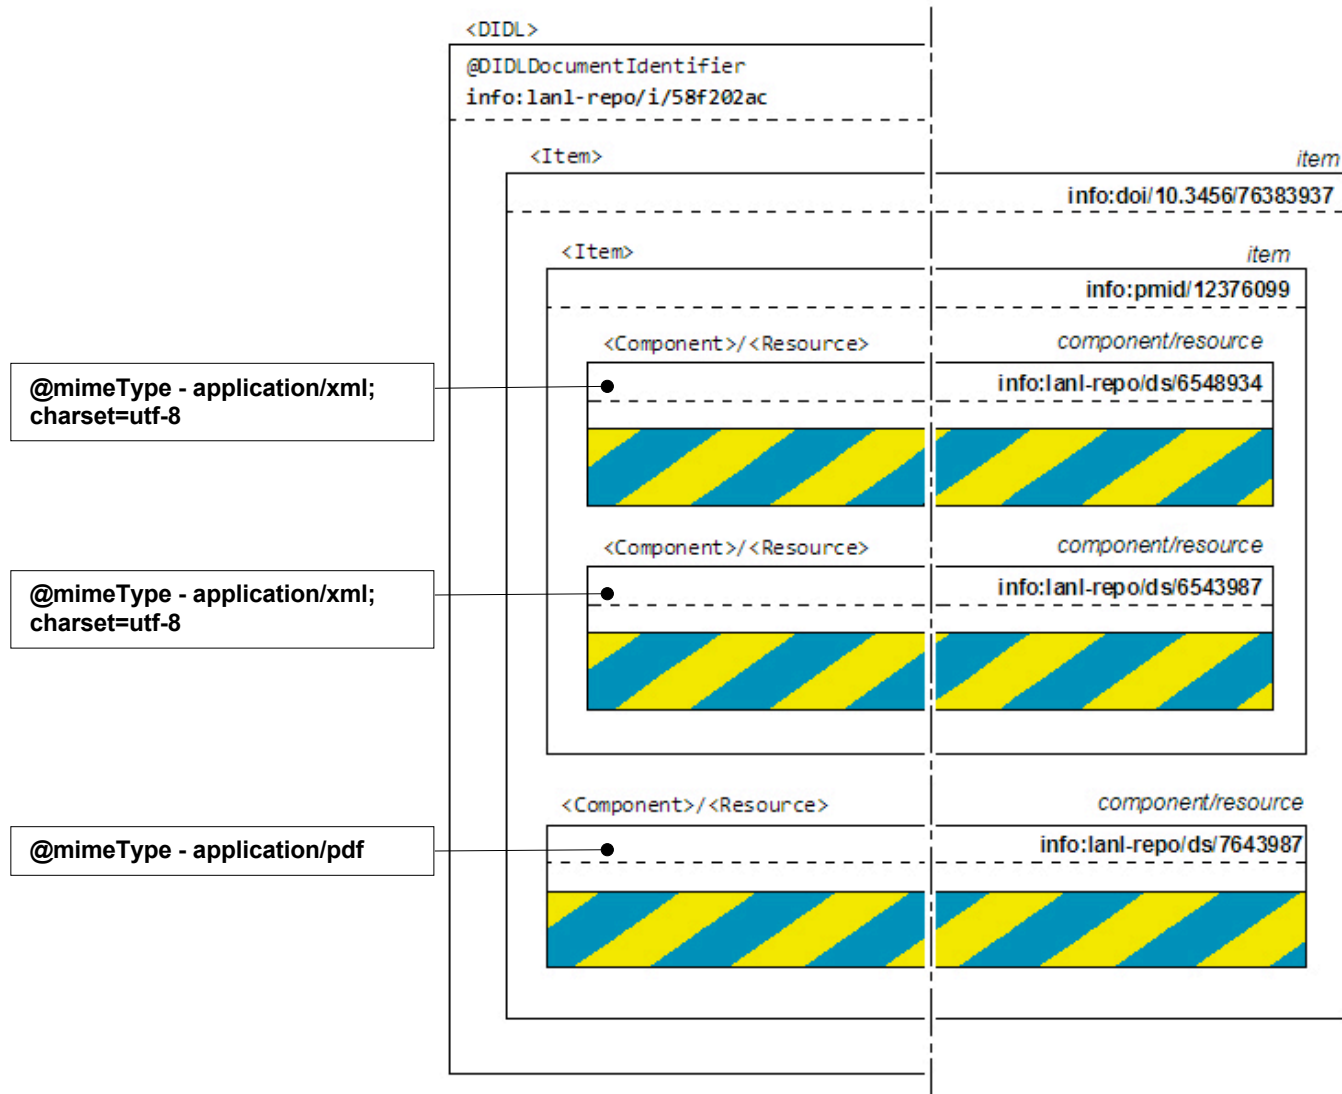 <DIDL>
@DIDLDocumentIdentifier
info:lanl-repo/i/58f202ac
<Item>
item
info:doi/10.3456/76383937
<Item>
item
info:pmid/12376099
<Component>/<Resource>
component/resource
@mimeType - application/xml;
charset=utf-8
info:lanl-repo/ds/6548934
<Component>/<Resource>
component/resource
@mimeType - application/xml;
charset=utf-8
info:lanl-repo/ds/6543987
<Component>/<Resource>
component/resource
@mimeType - application/pdf
info:lanl-repo/ds/7643987